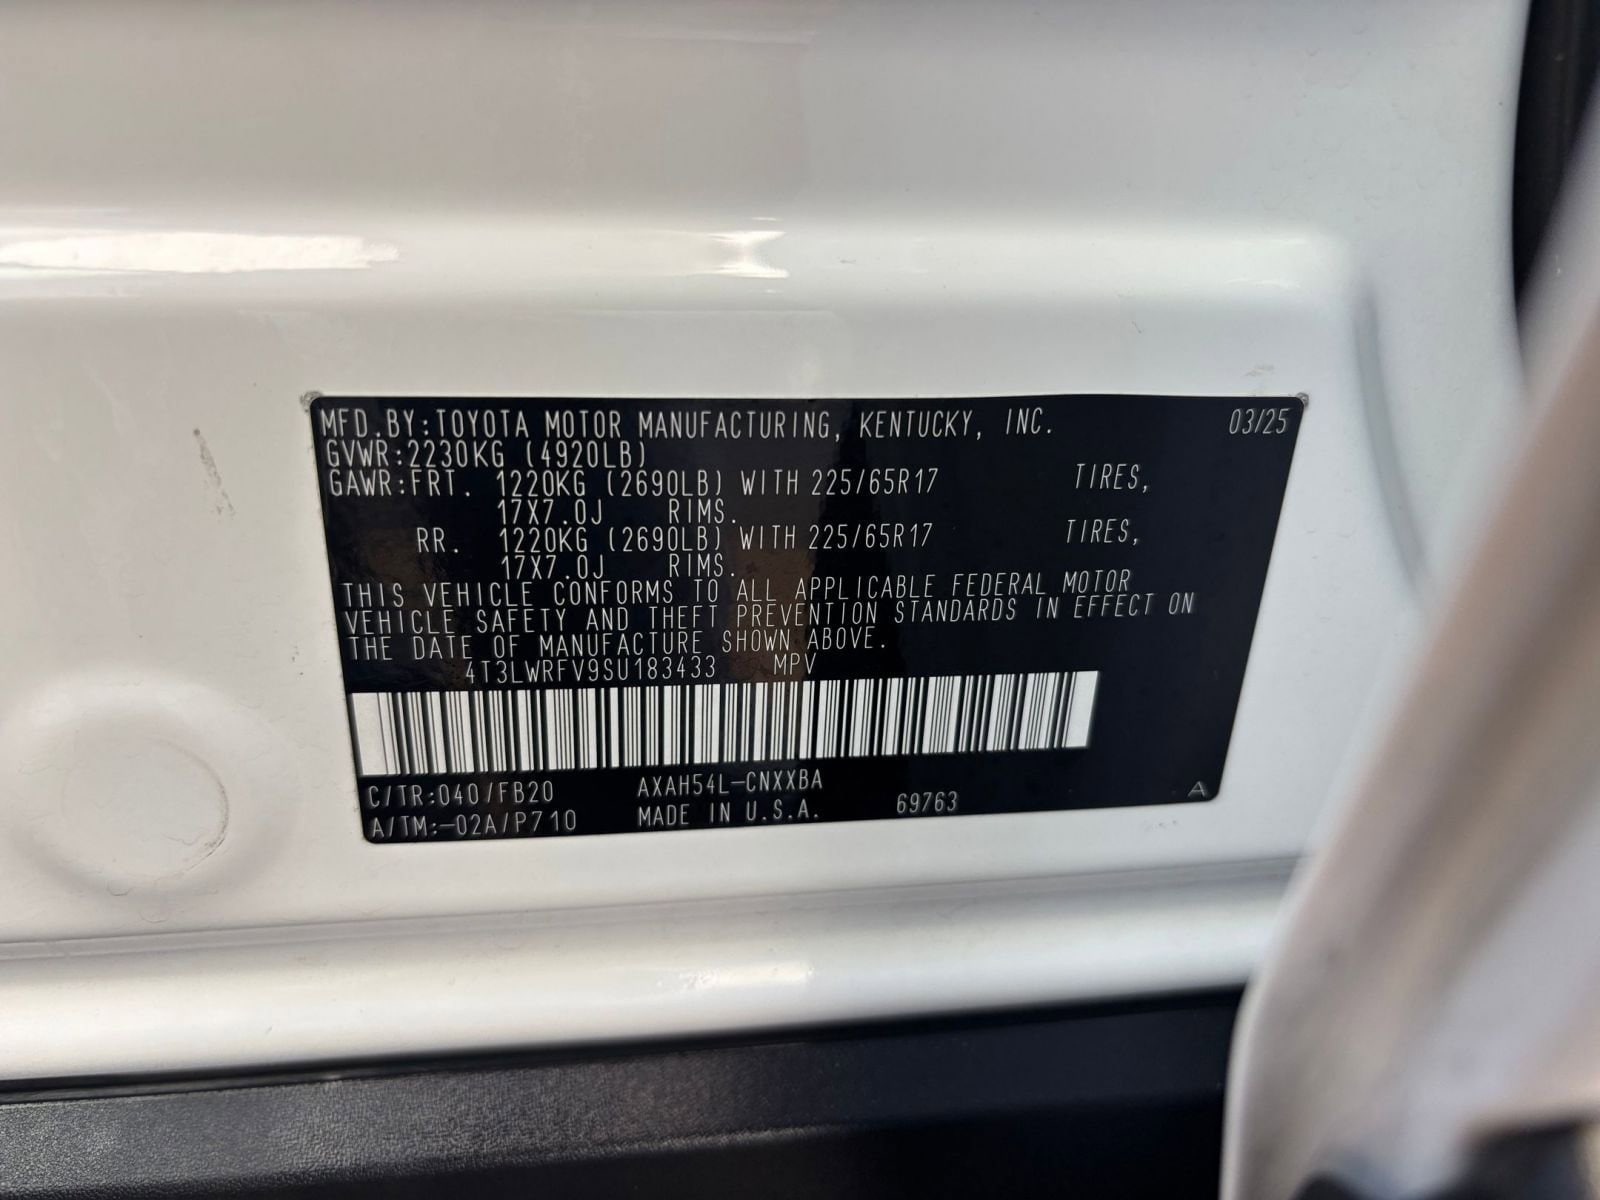 MFD.BY:TOYOTA MOTOR MANUFACTURING, KENTUCKY, INC. 03/25
GVWR:2230KG (4920LB)
GAWR:FRT. 1220KG (2690LB) WITH 225/65R17 TIRES,
17X7.0J RIMS.
RR. 1220KG (2690LB) WITH 225/65R17 TIRES,
17X7.0J RIMS.
THIS VEHICLE CONFORMS TO ALL APPLICABLE FEDERAL MOTOR
VEHICLE SAFETY AND THEFT PREVENTION STANDARDS IN EFFECT ON
THE DATE OF MANUFACTURE SHOWN ABOVE.
4T3LWRFV9SU183433 MPV
C/TR:040/FB20 AXAH54L-CNXXBA
A/TM:-02A/P710 MADE IN U.S.A. 69763 A